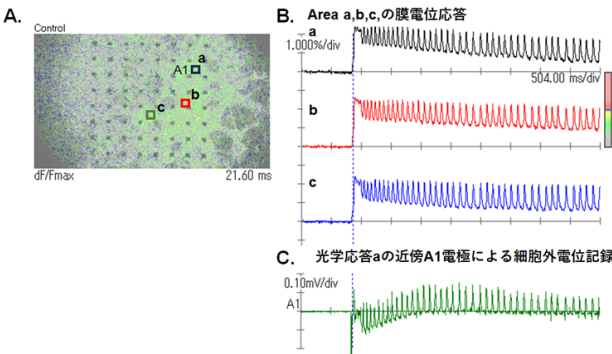 A.
Control
a
A1
b
c
dF/Fmax
21.60 ms
B. Area a,b,c,の膜電位応答
a
1.000%/div
504.00 ms/div
b
c
C. 光学応答aの近傍A1電極による細胞外電位記録
0.10mV/div
A1